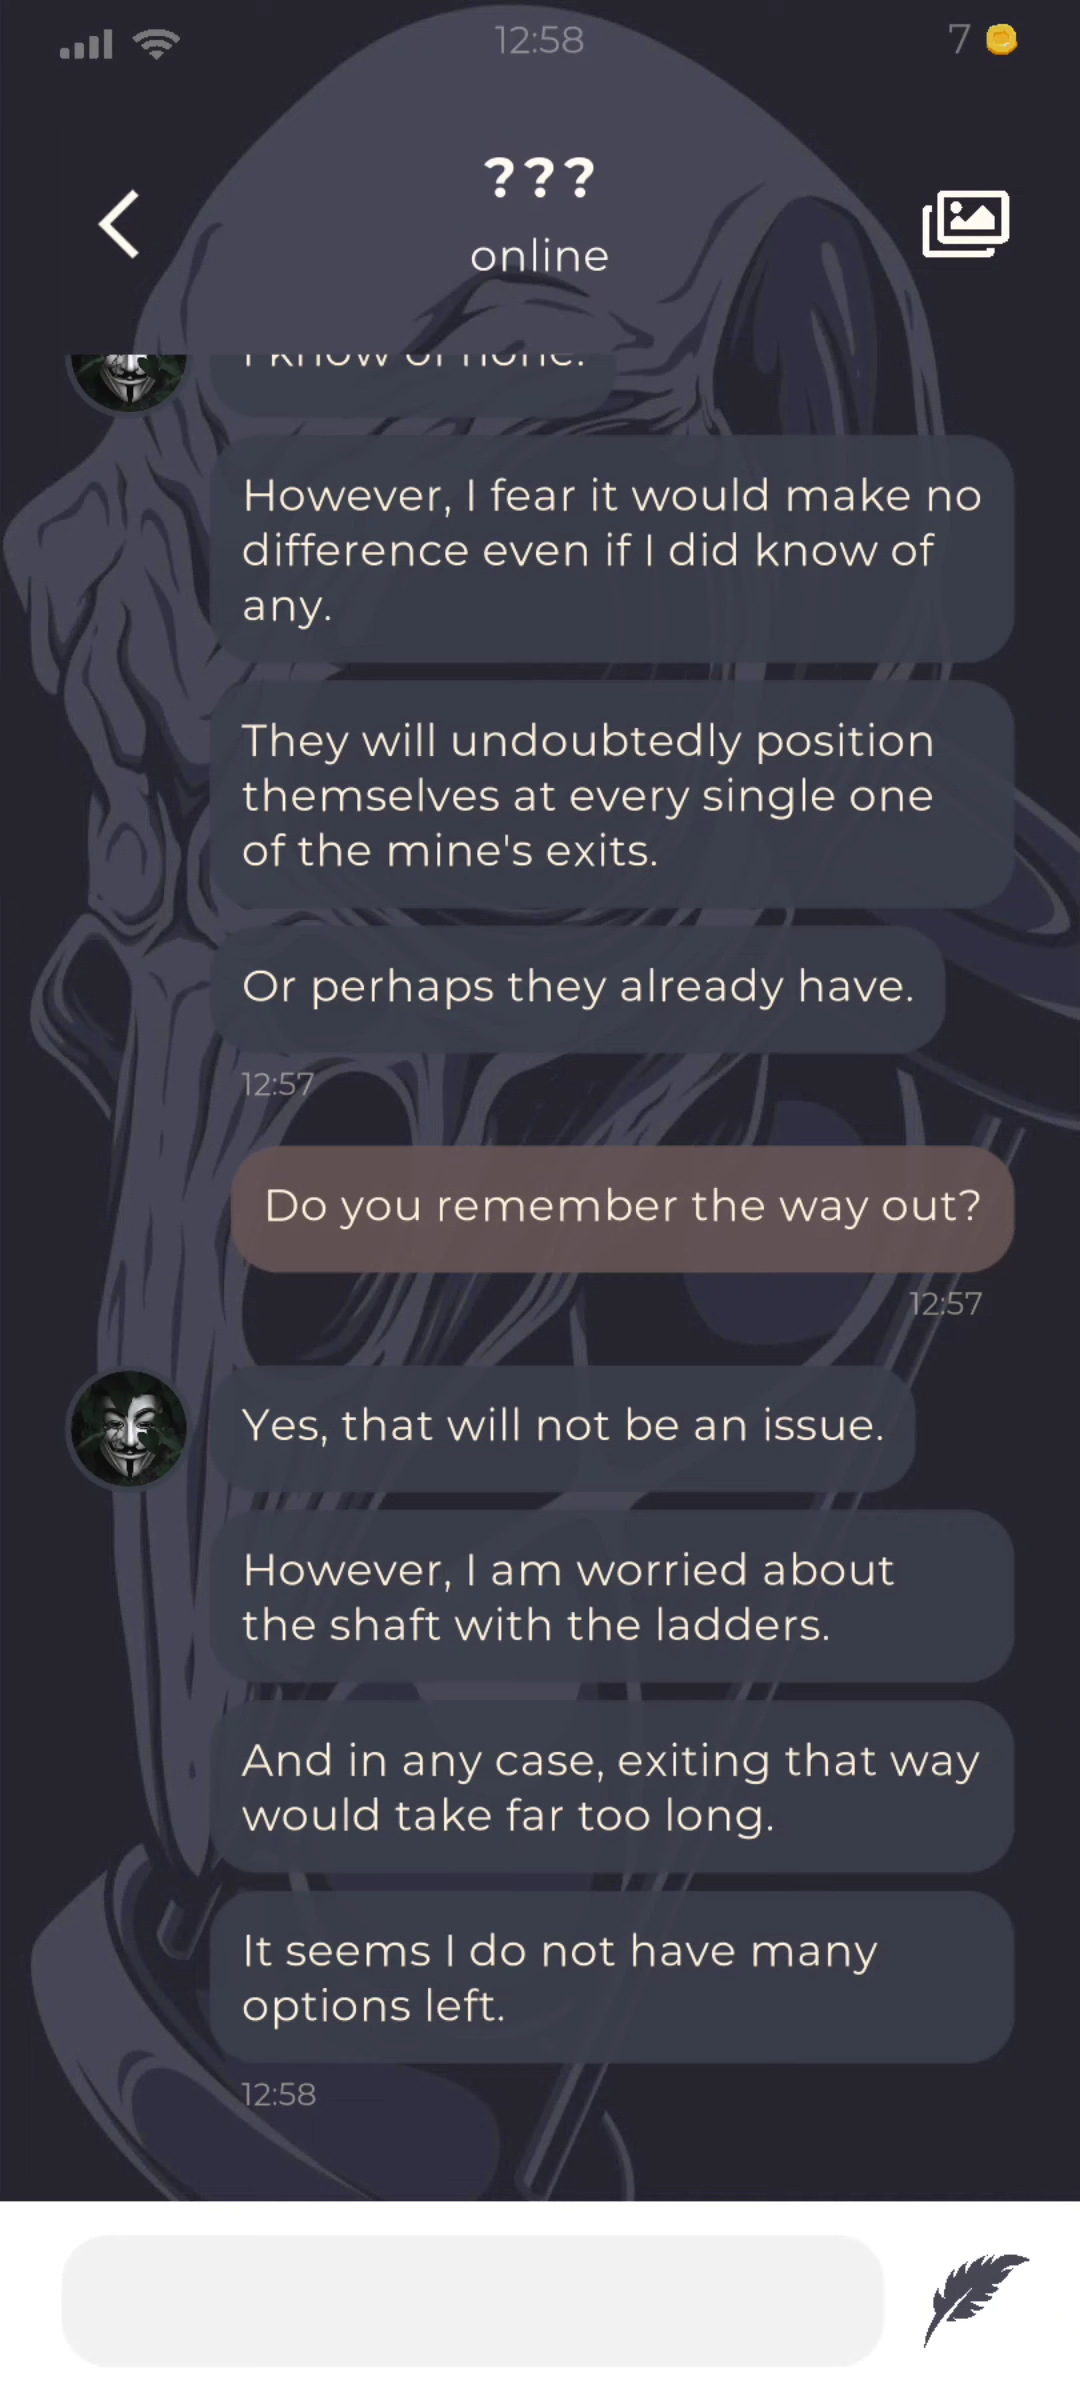 12:58
7
???
online
I know of none.
However, I fear it would make no
difference even if I did know of
any.
They will undoubtedly position
themselves at every single one
of the mine's exits.
Or perhaps they already have.
12:57
Do you remember the way out?
12:57
Yes, that will not be an issue.
However, I am worried about
the shaft with the ladders.
And in any case, exiting that way
would take far too long.
It seems I do not have many
options left.
12:58